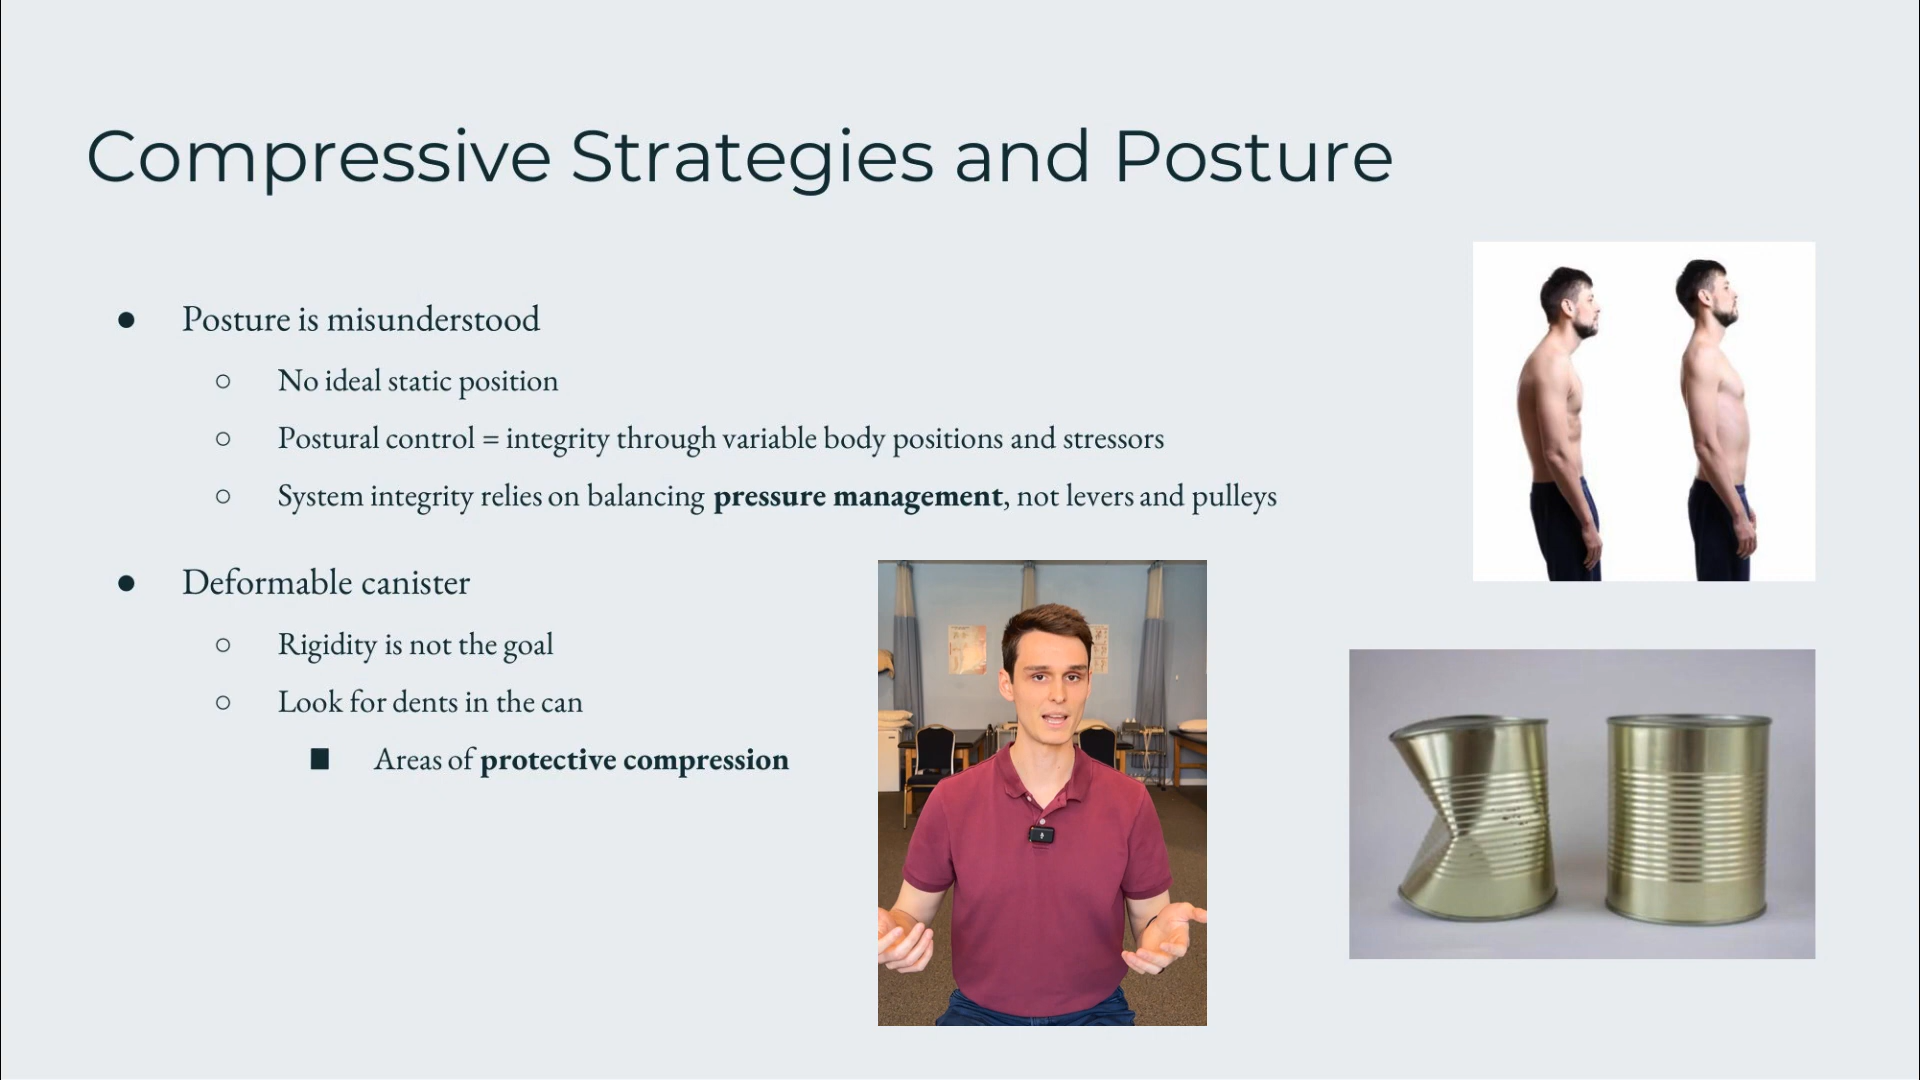 Compressive Strategies and Posture
● Posture is misunderstood
○ No ideal static position
○ Postural control = integrity through variable body positions and stressors
○ System integrity relies on balancing pressure management, not levers and pulleys
● Deformable canister
○ Rigidity is not the goal
○ Look for dents in the can
■ Areas of protective compression